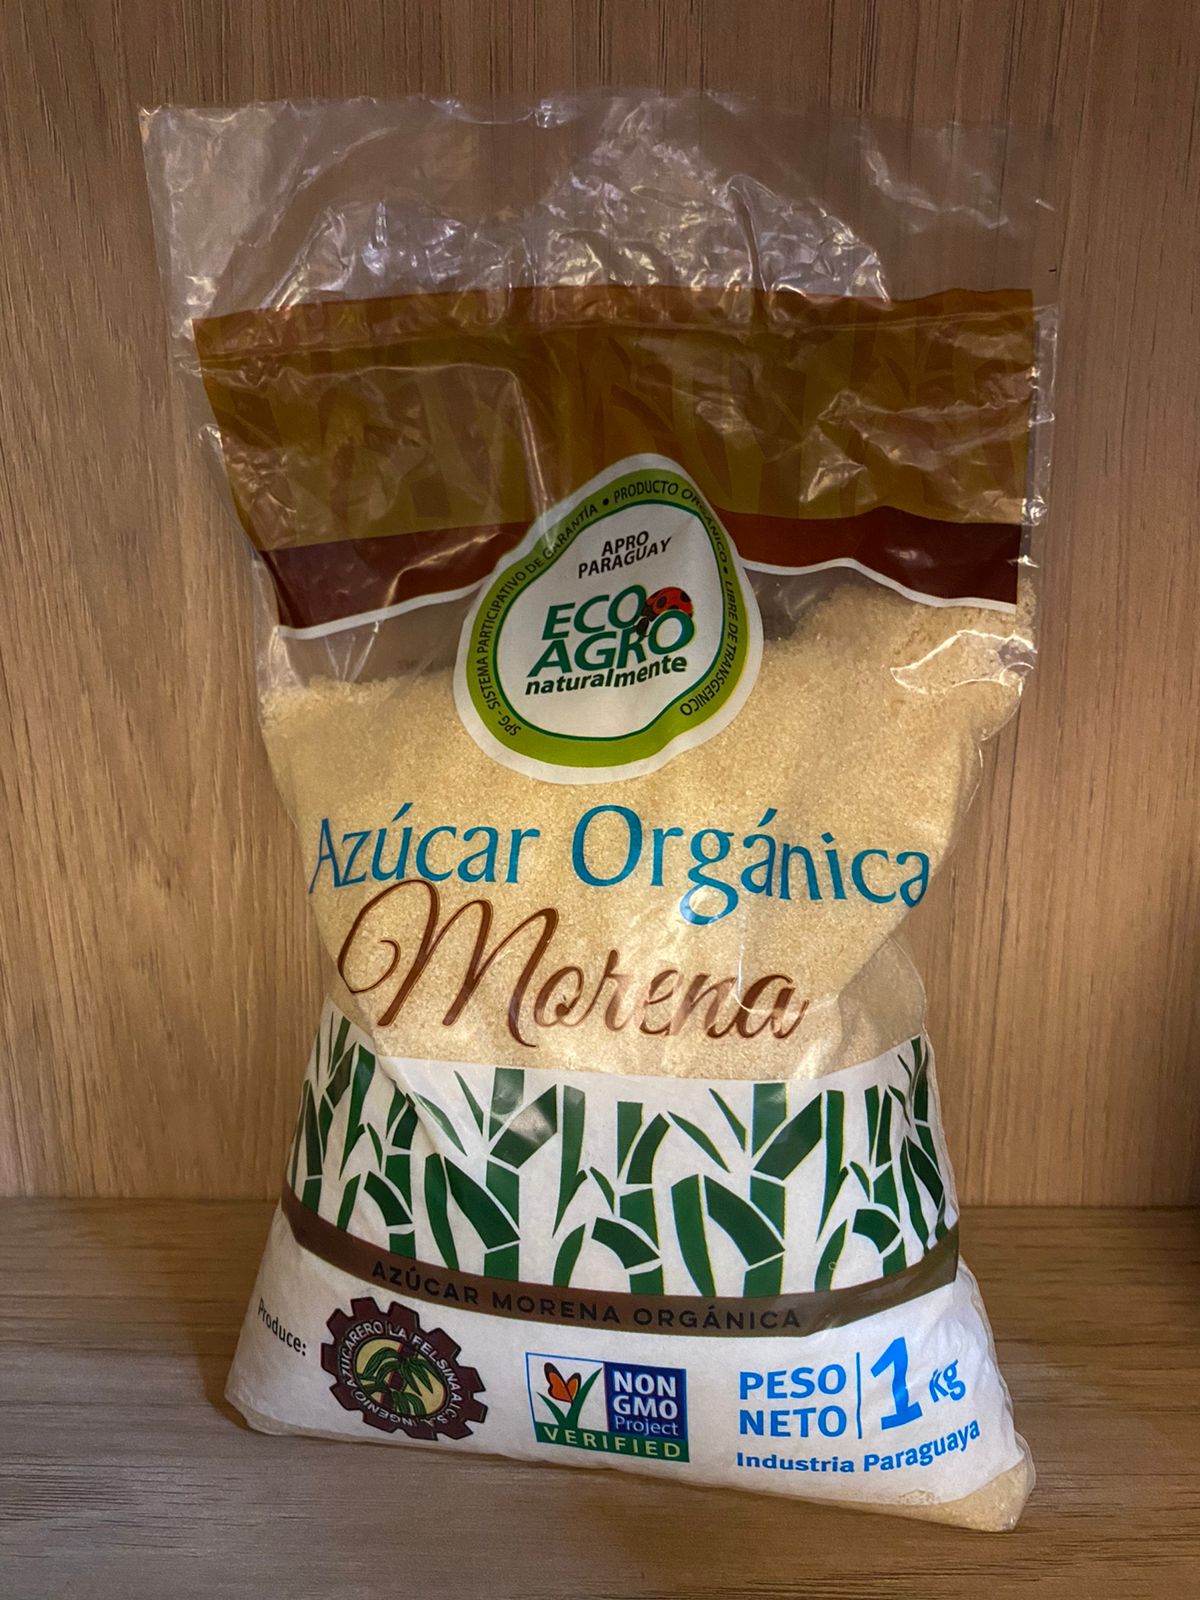 SPG - SISTEMA PARTICIPATIVO DE GARANTÍA • PRODUCTO ORGÁNICO • LIBRE DE TRANSGENICO
APRO
PARAGUAY
ECO
AGRO
naturalmente
Azúcar Orgánica
Morena
AZÚCAR MORENA ORGÁNICA
Produce:
INGENIO AZUCARERO LA FELSINA A.I.C.S.A.
NON
GMO
Project
VERIFIED
PESO
NETO
1 kg
Industria Paraguaya